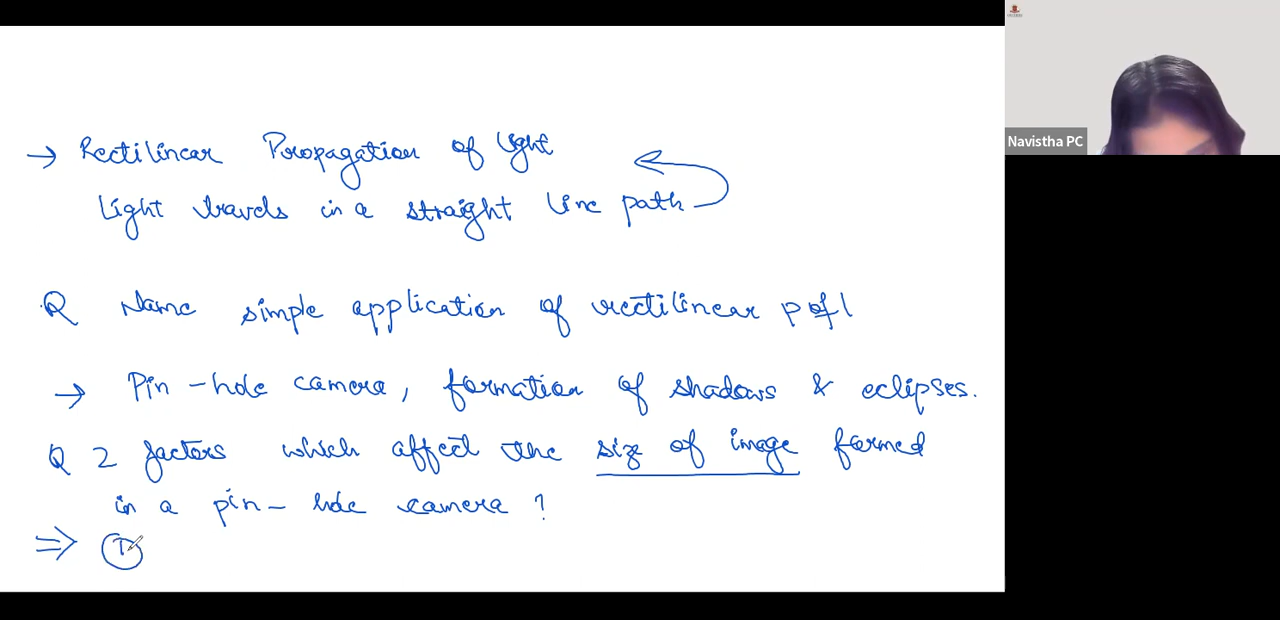 → Rectilinear Propagation of light
Light travels in a straight line path
Q Name simple application of rectilinear p of l
→ Pin-hole camera, formation of shadows & eclipses.
Q 2 factors which affect the size of image formed
in a pin-hole camera ?
⇒ ①
Navistha PC